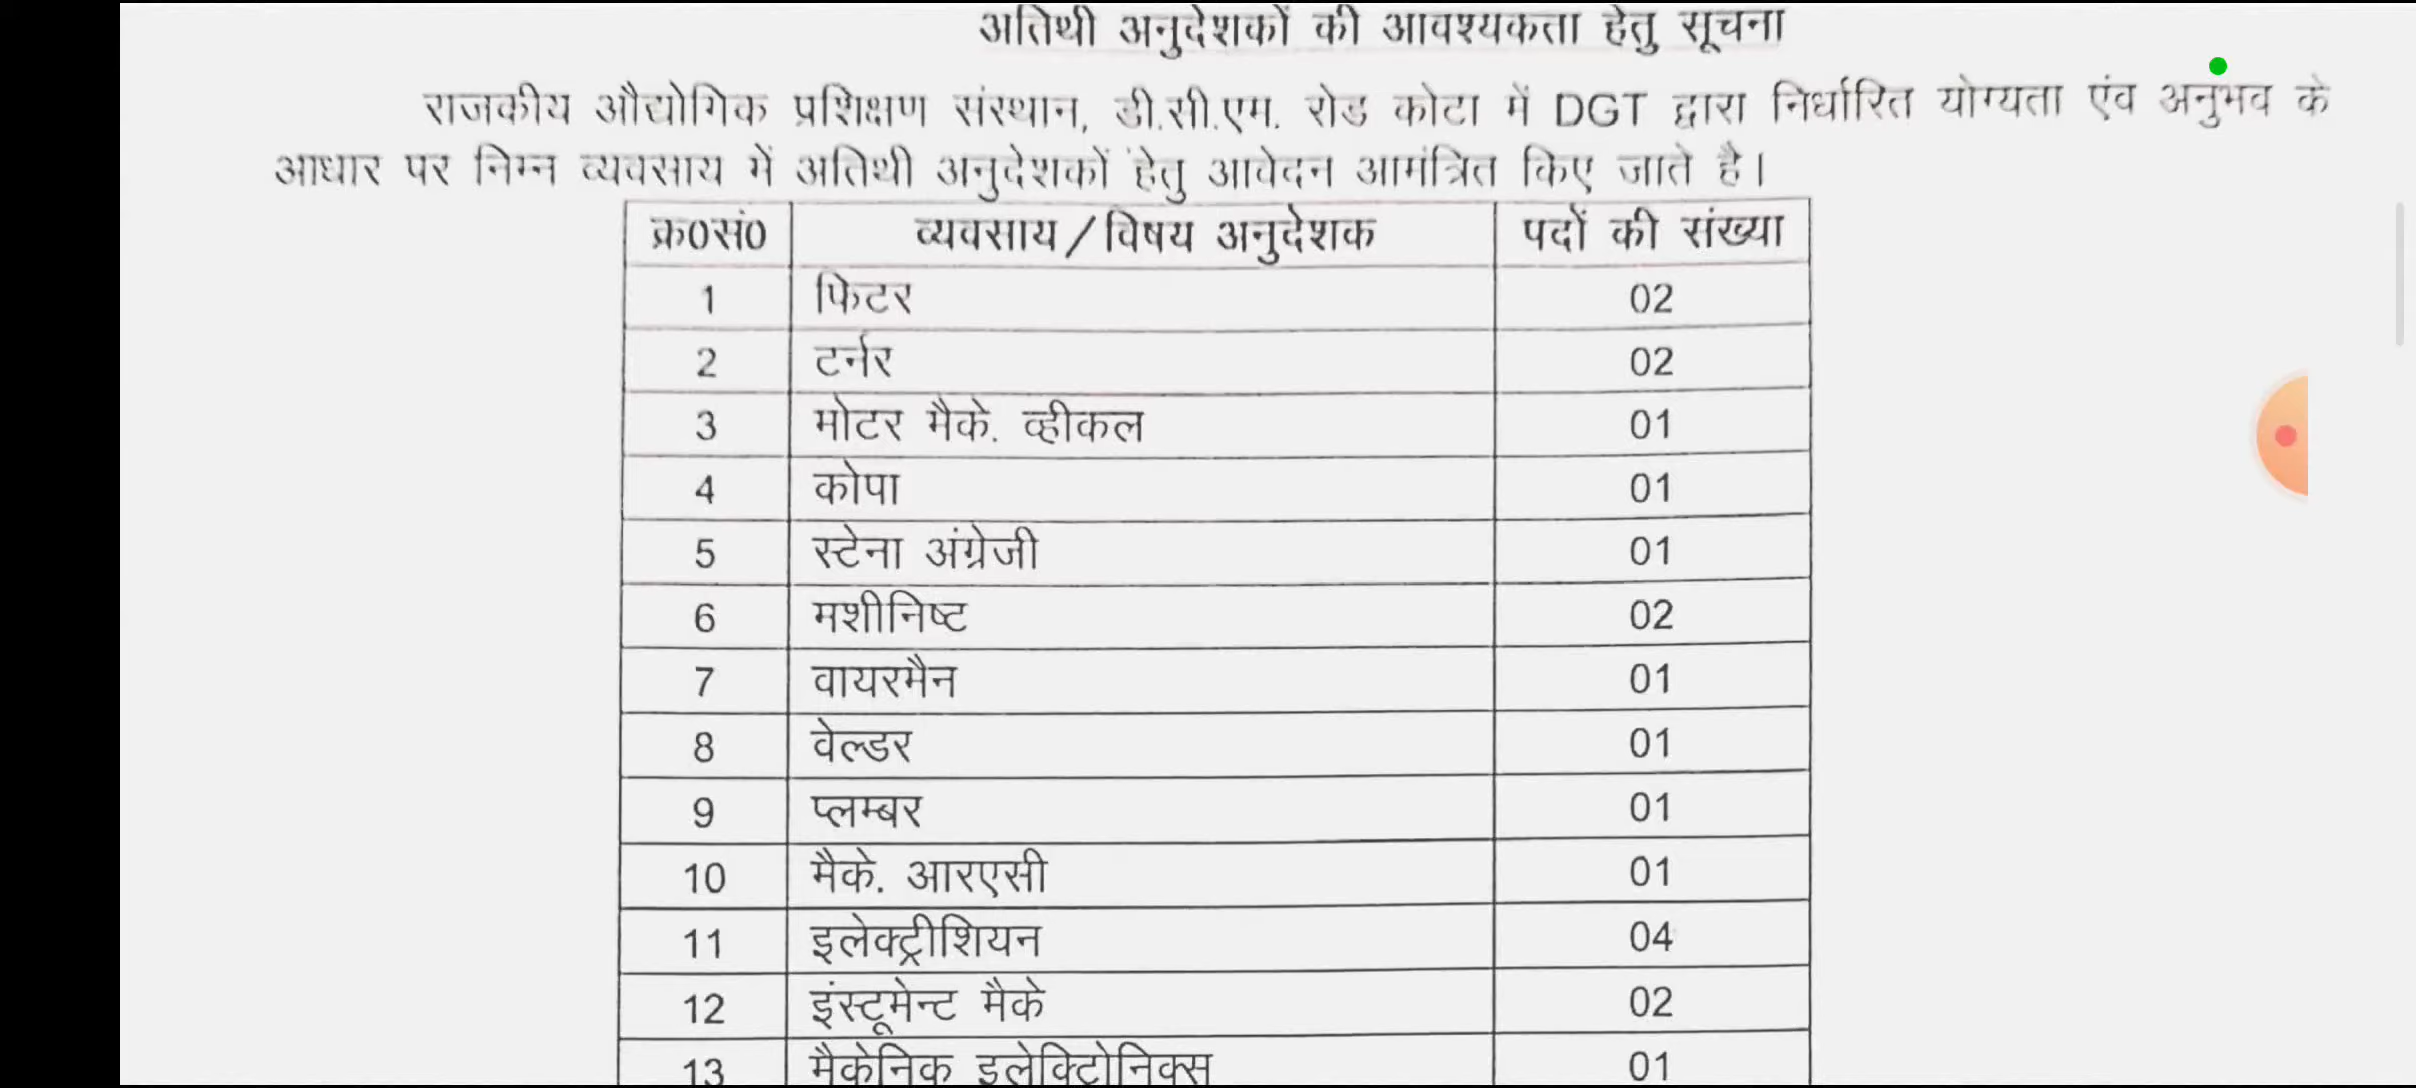 अतिथी अनुदेशकों की आवश्यकता हेतु सूचना
राजकीय औद्योगिक प्रशिक्षण संस्थान, डी.सी.एम. रोड कोटा में DGT द्वारा निर्धारित योग्यता एंव अनुभव के
आधार पर निम्न व्यवसाय में अतिथी अनुदेशकों हेतु आवेदन आमंत्रित किए जाते है।
क्र0सं0 व्यवसाय/विषय अनुदेशक पदों की संख्या
1 फिटर 02
2 टर्नर 02
3 मोटर मैके. व्हीकल 01
4 कोपा 01
5 स्टेना अंग्रेजी 01
6 मशीनिष्ट 02
7 वायरमैन 01
8 वेल्डर 01
9 प्लम्बर 01
10 मैके. आरएसी 01
11 इलेक्ट्रीशियन 04
12 इंस्टूमेन्ट मैके 02
13 मैकेनिक इलेक्टिोनिक्स 01